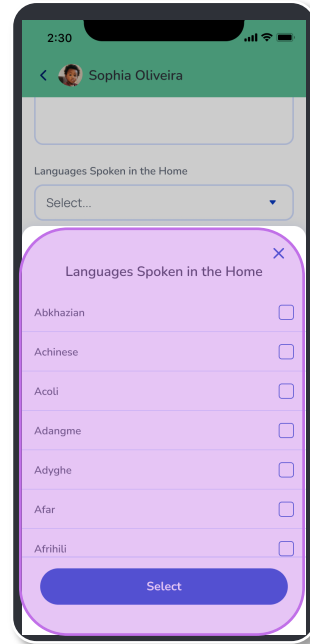 2:30
Sophia Oliveira
Languages Spoken in the Home
Select...
Languages Spoken in the Home
Abkhazian
Achinese
Acoli
Adangme
Adyghe
Afar
Afrihili
Select